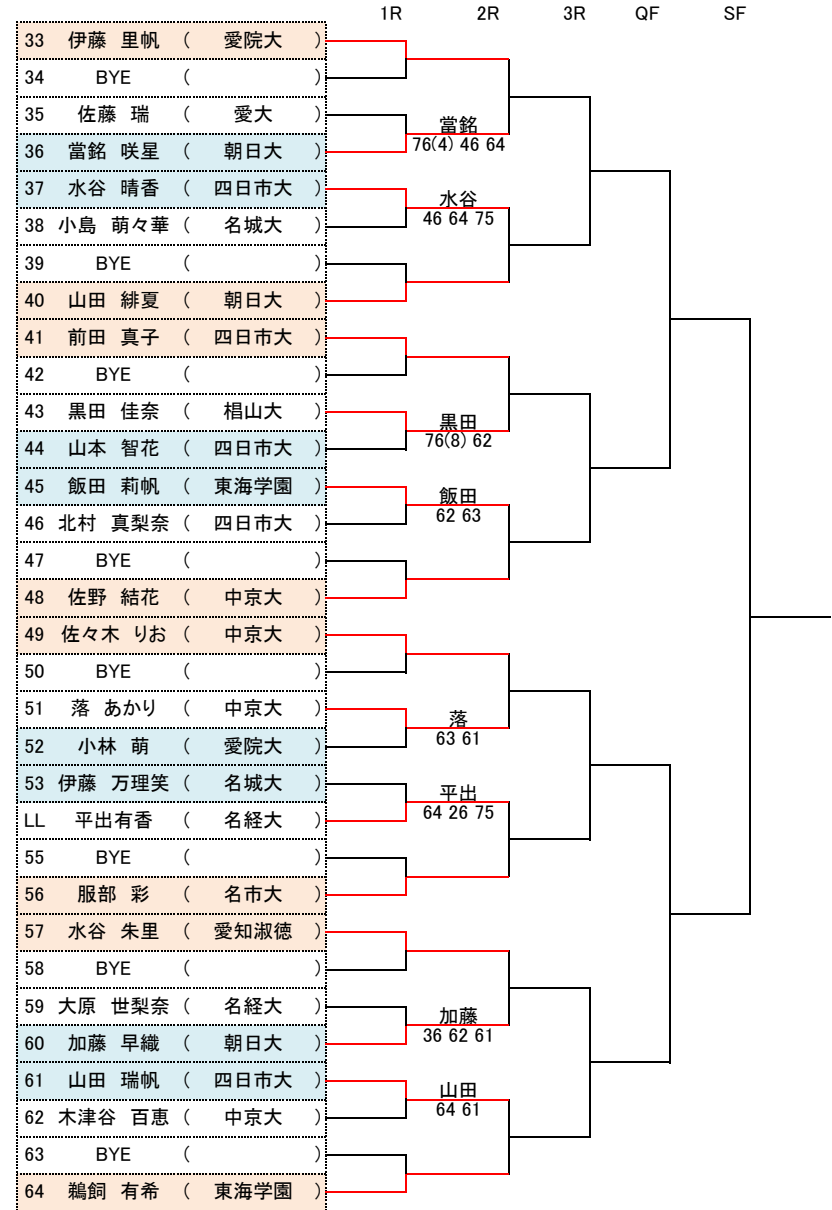 1R 2R 3R QF SF
33 伊藤 里帆 ( 愛院大 )
34 BYE ( )
35 佐藤 瑞 ( 愛大 )
當銘
76(4) 46 64
36 當銘 咲星 ( 朝日大 )
37 水谷 晴香 ( 四日市大 )
水谷
46 64 75
38 小島 萌々華 ( 名城大 )
39 BYE ( )
40 山田 緋夏 ( 朝日大 )
41 前田 真子 ( 四日市大 )
42 BYE ( )
43 黒田 佳奈 ( 椙山大 )
黒田
76(8) 62
44 山本 智花 ( 四日市大 )
45 飯田 莉帆 ( 東海学園 )
飯田
62 63
46 北村 真梨奈 ( 四日市大 )
47 BYE ( )
48 佐野 結花 ( 中京大 )
49 佐々木 りお ( 中京大 )
50 BYE ( )
51 落 あかり ( 中京大 )
落
63 61
52 小林 萌 ( 愛院大 )
53 伊藤 万理笑 ( 名城大 )
平出
64 26 75
LL 平出有香 ( 名経大 )
55 BYE ( )
56 服部 彩 ( 名市大 )
57 水谷 朱里 ( 愛知淑徳 )
58 BYE ( )
59 大原 世梨奈 ( 名経大 )
加藤
36 62 61
60 加藤 早織 ( 朝日大 )
61 山田 瑞帆 ( 四日市大 )
山田
64 61
62 木津谷 百恵 ( 中京大 )
63 BYE ( )
64 鵜飼 有希 ( 東海学園 )